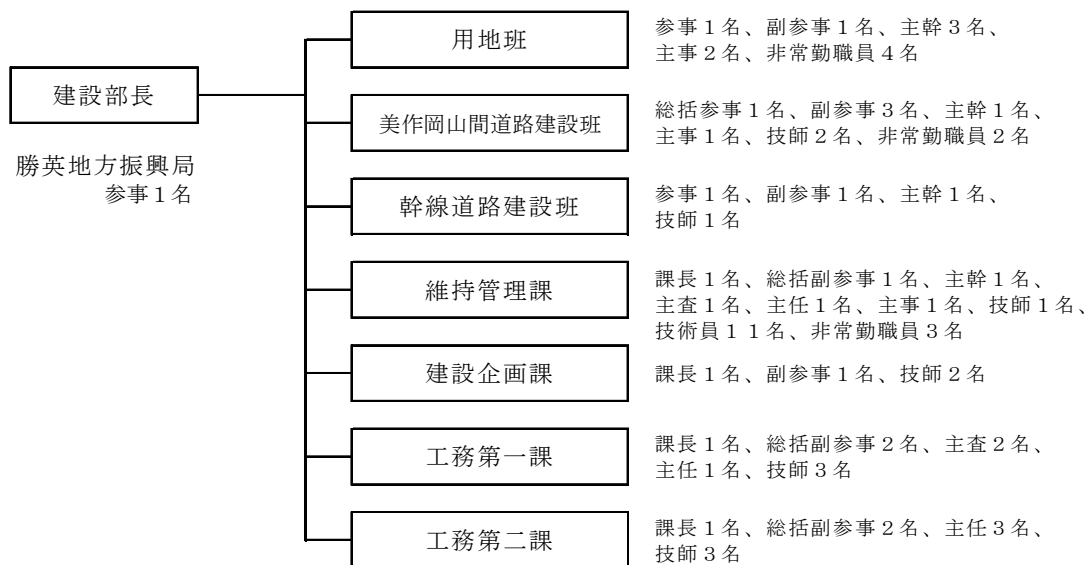 用地班
参事１名、副参事１名、主幹３名、
主事２名、非常勤職員４名
建設部長
勝英地方振興局
参事１名
美作岡山間道路建設班
総括参事１名、副参事３名、主幹１名、
主事１名、技師２名、非常勤職員２名
幹線道路建設班
参事１名、副参事１名、主幹１名、
技師１名
維持管理課
課長１名、総括副参事１名、主幹１名、
主査１名、主任１名、主事１名、技師１名、
技術員１１名、非常勤職員３名
建設企画課
課長１名、副参事１名、技師２名
工務第一課
課長１名、総括副参事２名、主査２名、
主任１名、技師３名
工務第二課
課長１名、総括副参事２名、主任３名、
技師３名